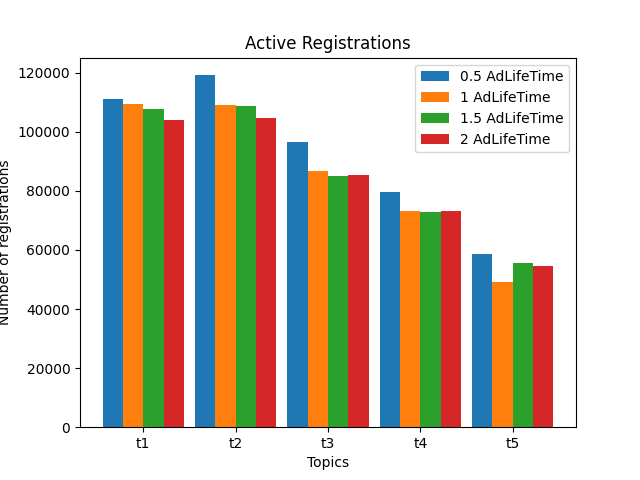 Active Registrations
0.5 AdLifeTime
1 AdLifeTime
1.5 AdLifeTime
2 AdLifeTime
120000
100000
80000
60000
40000
20000
0
Number of registrations
t1 t2 t3 t4 t5
Topics